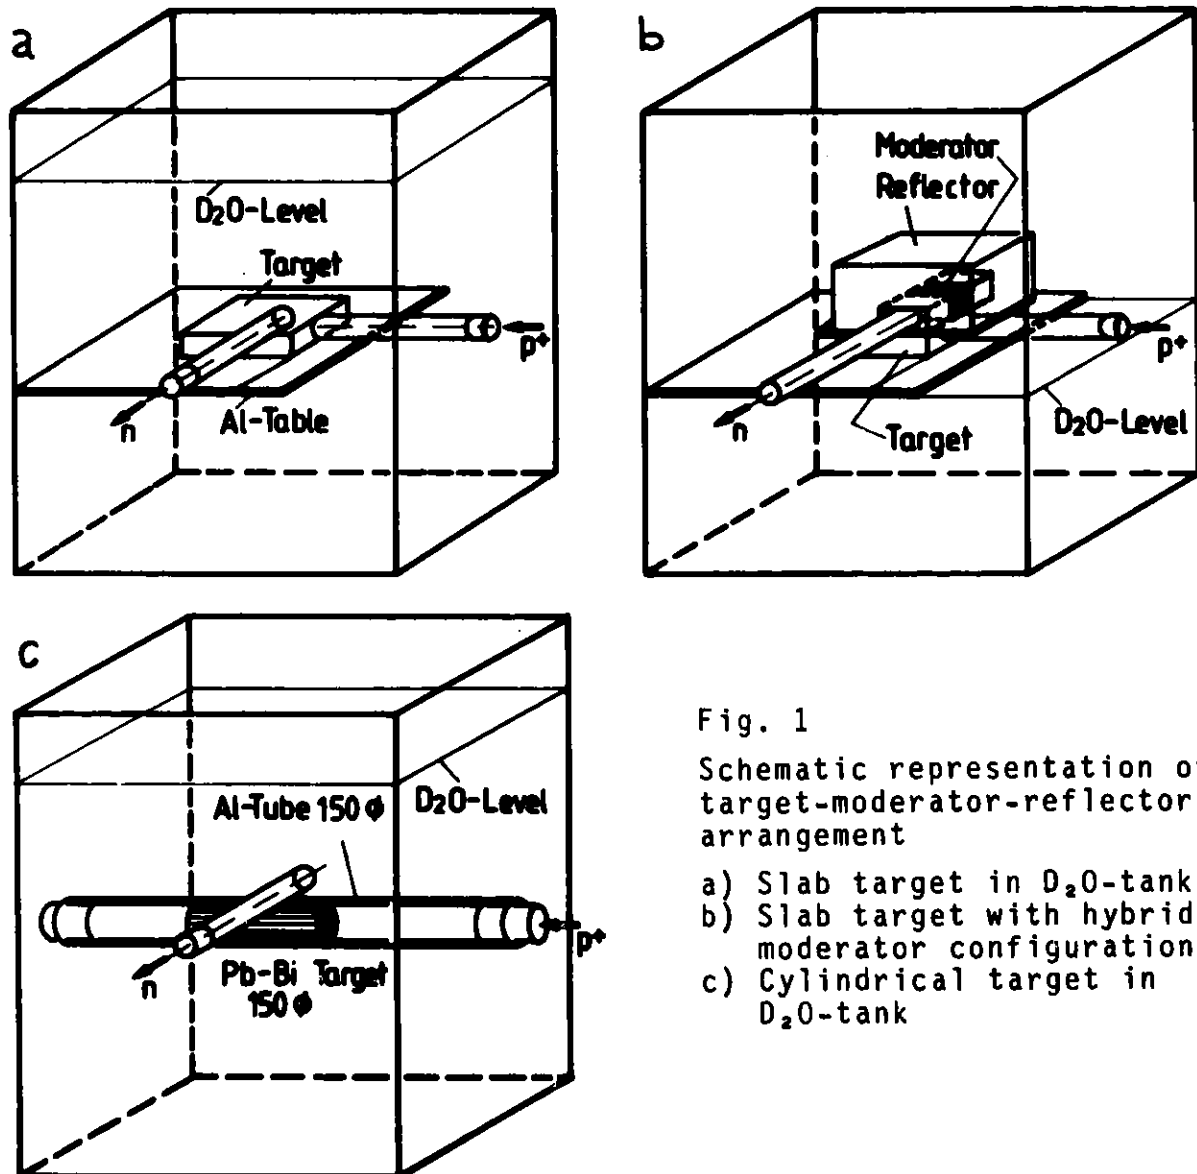 a
D₂O-Level
Target
p⁺
n
Al-Table
b
Moderator
Reflector
p⁺
n
Target
D₂O-Level
c
Al-Tube 150 ϕ
D₂O-Level
p⁺
n
Pb-Bi Target
150 ϕ
Fig. 1
Schematic representation o
target-moderator-reflector
arrangement
a) Slab target in D₂O-tank
b) Slab target with hybrid
moderator configuration
c) Cylindrical target in
D₂O-tank